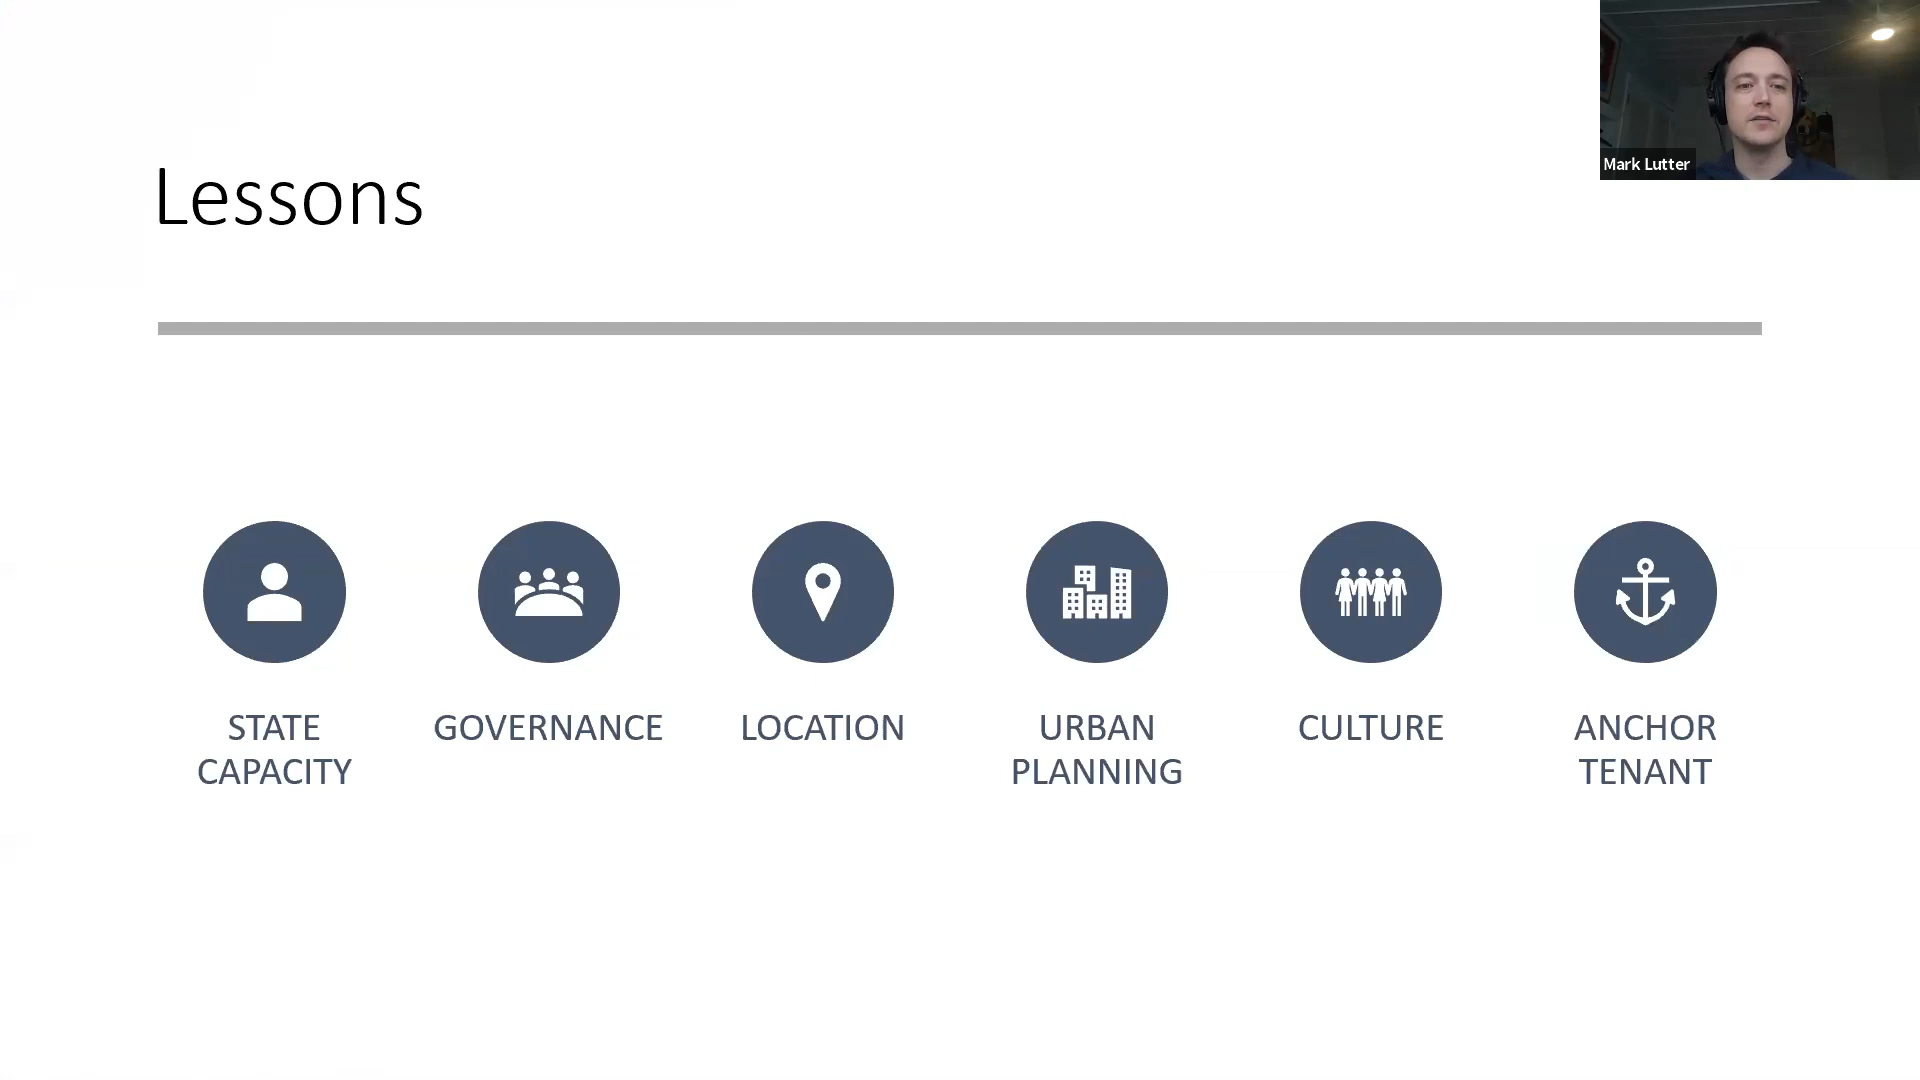 Mark Lutter
Lessons
STATE
CAPACITY
GOVERNANCE
LOCATION
URBAN
PLANNING
CULTURE
ANCHOR
TENANT